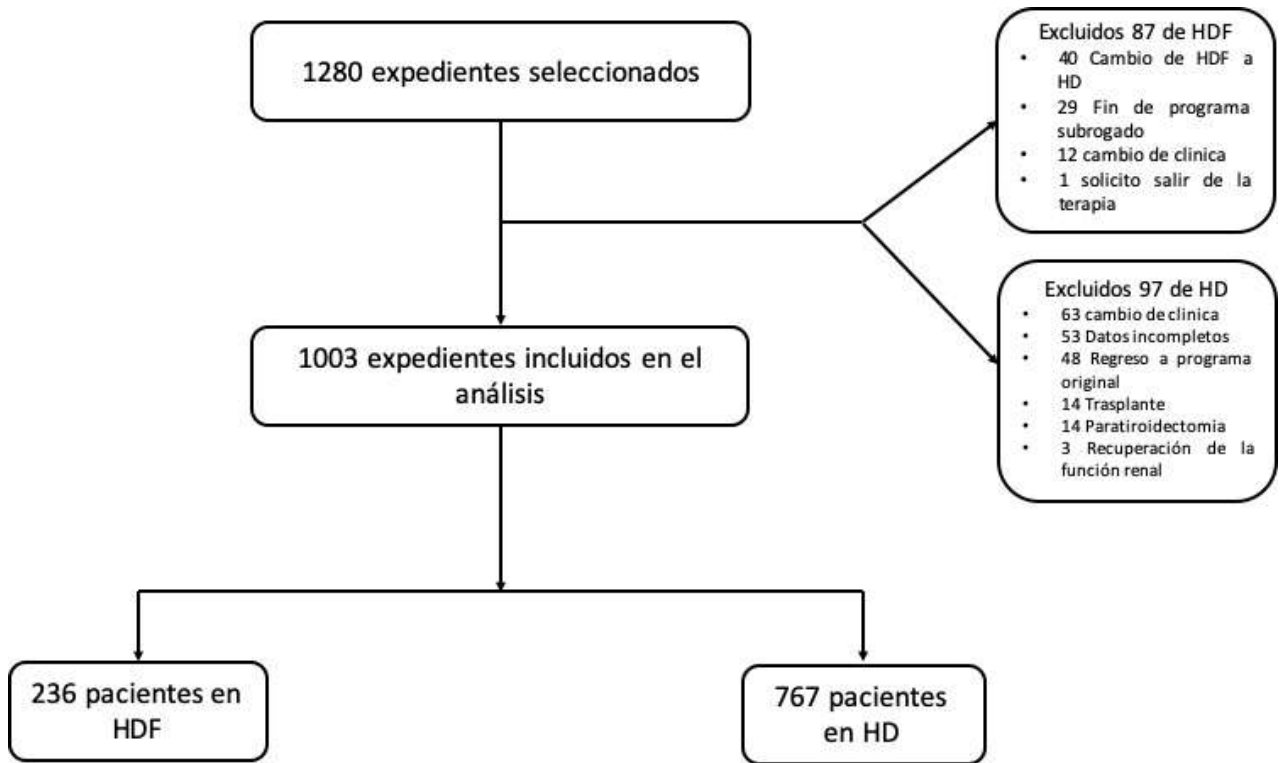 1280 expedientes seleccionados
Excluidos 87 de HDF
• 40 Cambio de HDF a
HD
• 29 Fin de programa
subrogado
• 12 cambio de clinica
• 1 solicito salir de la
terapia
Excluidos 97 de HD
• 63 cambio de clinica
• 53 Datos incompletos
• 48 Regreso a programa
original
• 14 Trasplante
• 14 Paratiroidectomia
• 3 Recuperación de la
función renal
1003 expedientes incluidos en el
análisis
236 pacientes en
HDF
767 pacientes
en HD